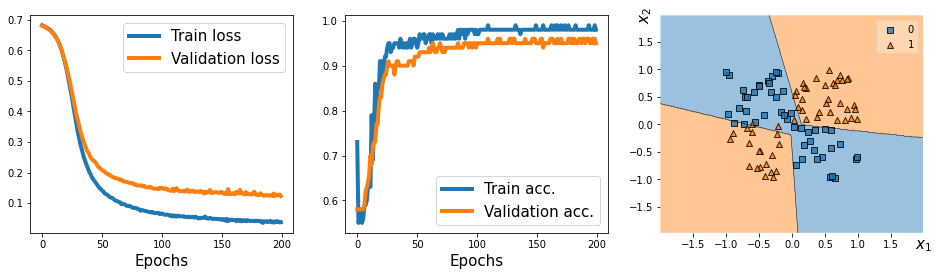 0.7
0.6
0.5
0.4
0.3
0.2
0.1
0 50 100 150 200
Epochs
Train loss
Validation loss
1.0
0.9
0.8
0.7
0.6
0 50 100 150 200
Epochs
Train acc.
Validation acc.
x₂
1.5
1.0
0.5
0.0
−0.5
−1.0
−1.5
−1.5 −1.0 −0.5 0.0 0.5 1.0 1.5
x₁
0
1